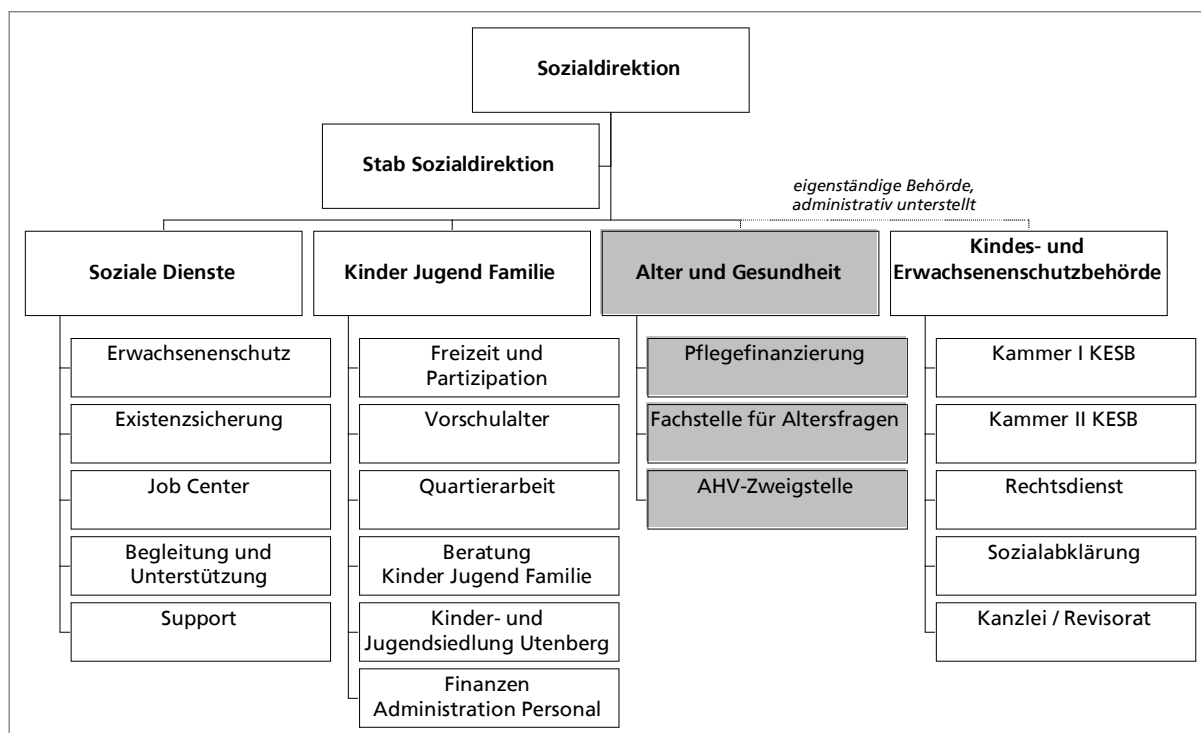 Sozialdirektion
Stab Sozialdirektion
eigenständige Behörde,
administrativ unterstellt
Soziale Dienste
Kinder Jugend Familie
Alter und Gesundheit
Kindes- und
Erwachsenenschutzbehörde
Erwachsenenschutz
Existenzsicherung
Job Center
Begleitung und
Unterstützung
Support
Freizeit und
Partizipation
Vorschulalter
Quartierarbeit
Beratung
Kinder Jugend Familie
Kinder- und
Jugendsiedlung Utenberg
Finanzen
Administration Personal
Pflegefinanzierung
Fachstelle für Altersfragen
AHV-Zweigstelle
Kammer I KESB
Kammer II KESB
Rechtsdienst
Sozialabklärung
Kanzlei / Revisorat